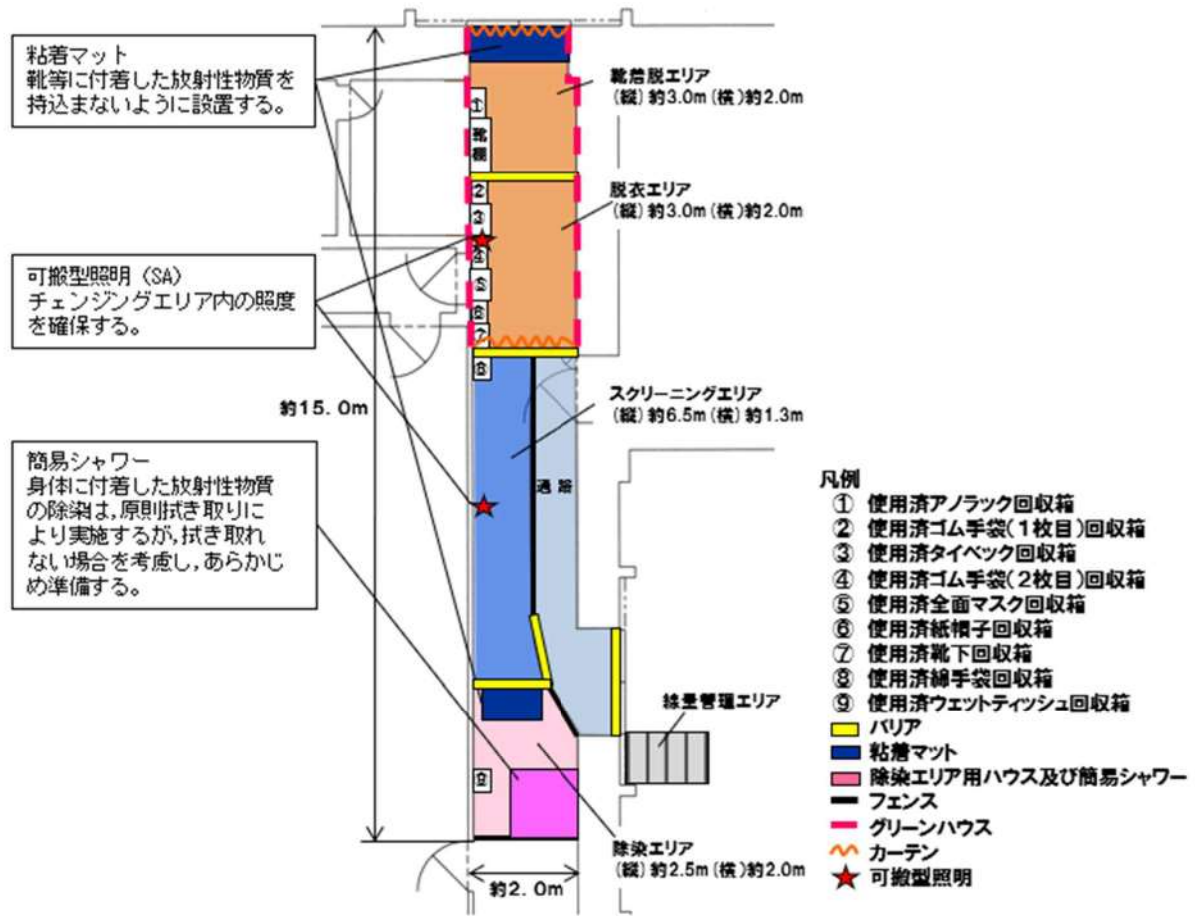 粘着マット
靴等に付着した放射性物質を
持込まないように設置する。
可搬型照明（SA）
チェンジングエリア内の照度
を確保する。
約15.0m
簡易シャワー
身体に付着した放射性物質
の除染は，原則拭き取りに
より実施するが，拭き取れ
ない場合を考慮し，あらかじ
め準備する。
①
靴棚
②
③
④
⑤
⑥
⑦
⑧
通路
⑨
約2.0m
靴着脱エリア
(縦)約3.0m(横)約2.0m
脱衣エリア
(縦)約3.0m(横)約2.0m
スクリーニングエリア
(縦)約6.5m(横)約1.3m
線量管理エリア
除染エリア
(縦)約2.5m(横)約2.0m
凡例
① 使用済アノラック回収箱
② 使用済ゴム手袋(1枚目)回収箱
③ 使用済タイベック回収箱
④ 使用済ゴム手袋(2枚目)回収箱
⑤ 使用済全面マスク回収箱
⑥ 使用済紙帽子回収箱
⑦ 使用済靴下回収箱
⑧ 使用済綿手袋回収箱
⑨ 使用済ウェットティッシュ回収箱
バリア
粘着マット
除染エリア用ハウス及び簡易シャワー
フェンス
グリーンハウス
カーテン
可搬型照明